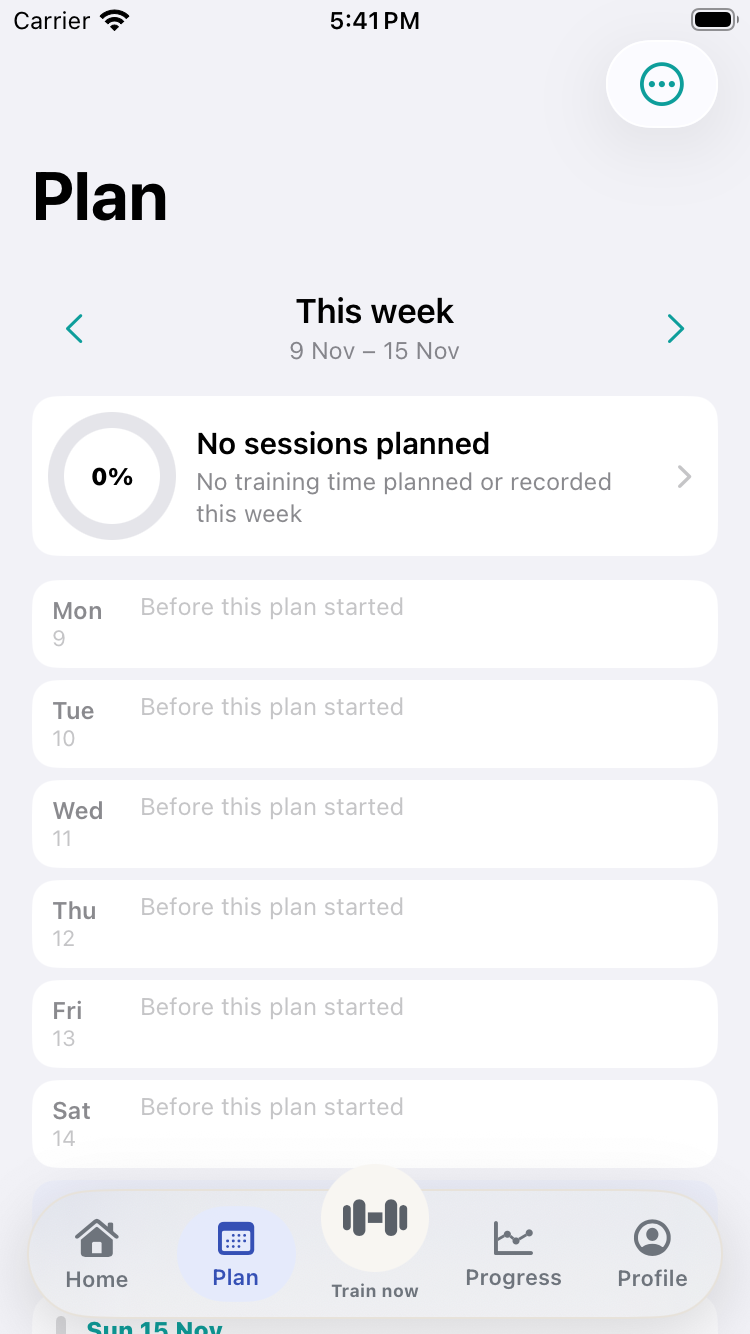 Carrier 5:41 PM
Plan
This week
9 Nov – 15 Nov
0%
No sessions planned
No training time planned or recorded
this week
Mon
9
Before this plan started
Tue
10
Before this plan started
Wed
11
Before this plan started
Thu
12
Before this plan started
Fri
13
Before this plan started
Sat
14
Before this plan started
Home
Plan
Train now
Progress
Profile
Sun 15 Nov